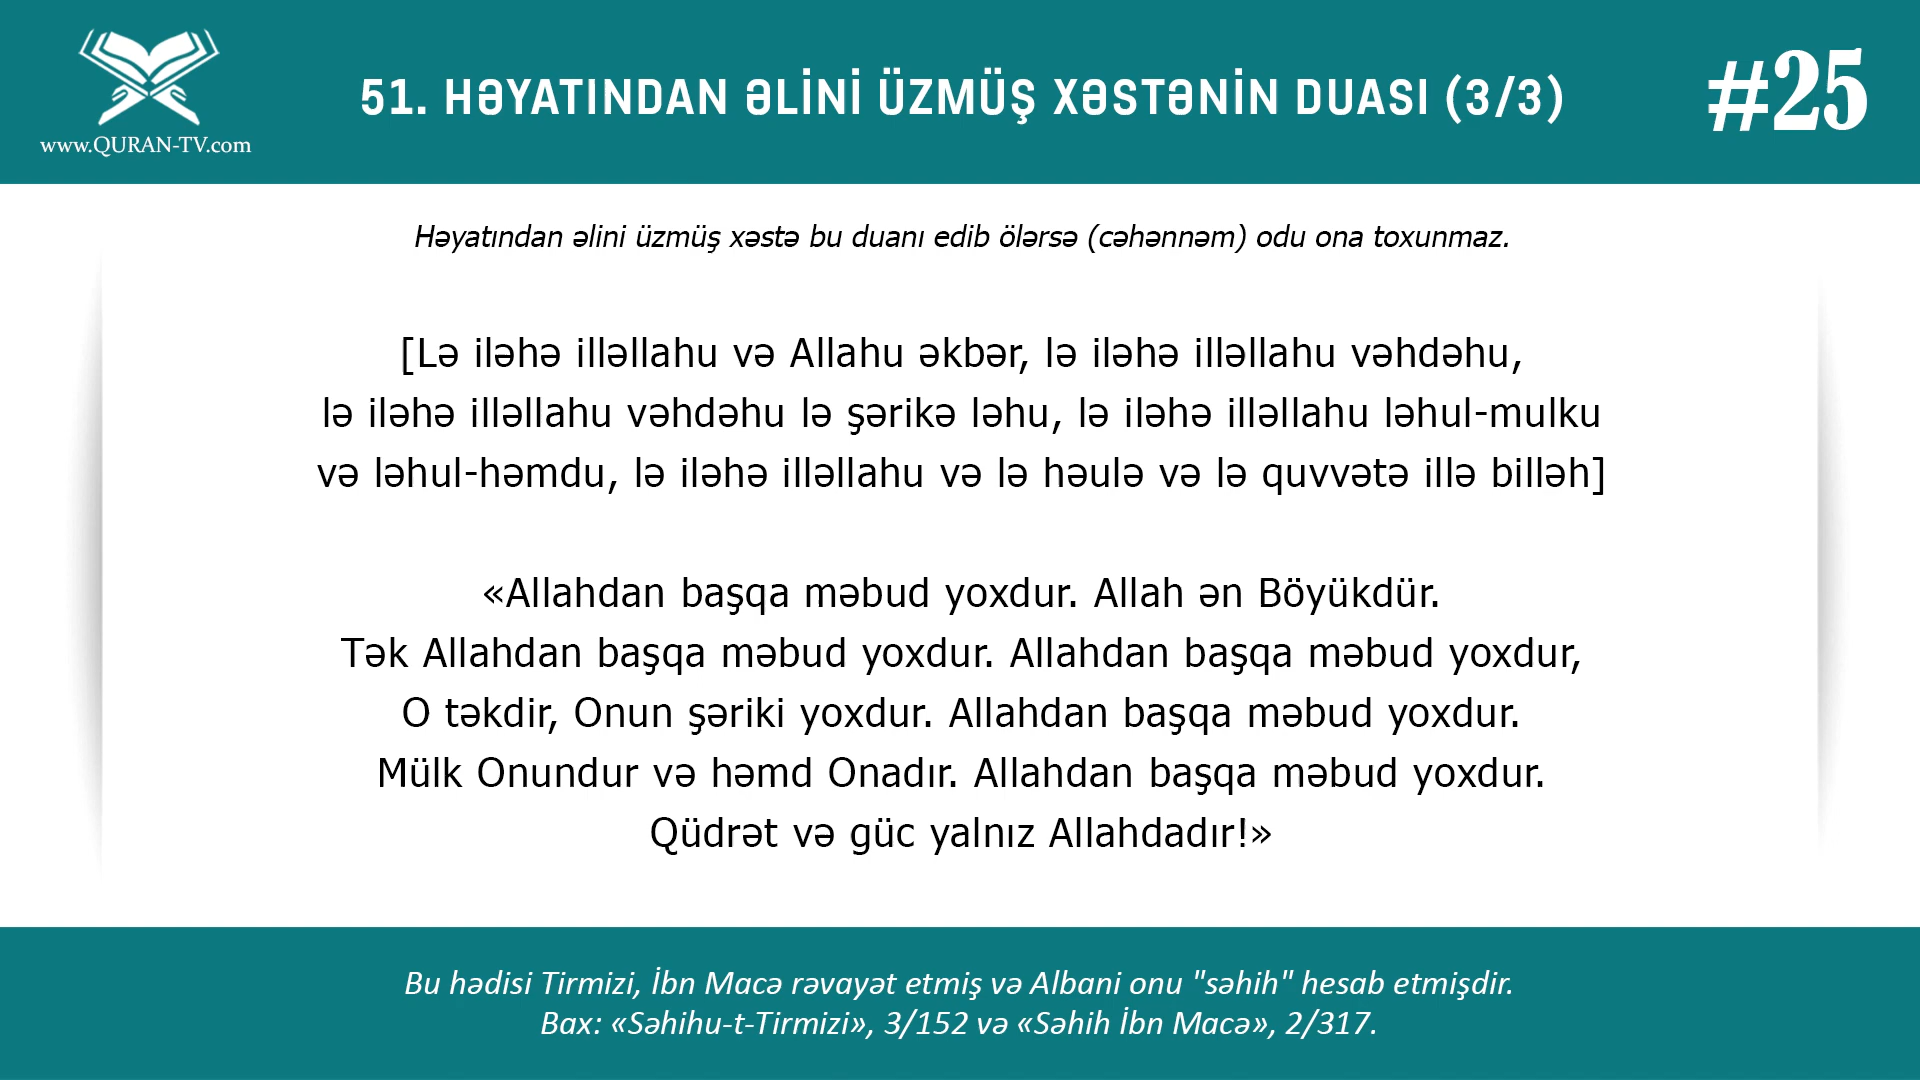 www.QURAN-TV.com
51. HƏYATINDAN ƏLİNİ ÜZMÜŞ XƏSTƏNİN DUASI (3/3)
#25
Həyatından əlini üzmüş xəstə bu duanı edib ölərsə (cəhənnəm) odu ona toxunmaz.
[Lə iləhə illəllahu və Allahu əkbər, lə iləhə illəllahu vəhdəhu,
lə iləhə illəllahu vəhdəhu lə şərikə ləhu, lə iləhə illəllahu ləhul-mulku
və ləhul-həmdu, lə iləhə illəllahu və lə həulə və lə quvvətə illə billəh]
«Allahdan başqa məbud yoxdur. Allah ən Böyükdür.
Tək Allahdan başqa məbud yoxdur. Allahdan başqa məbud yoxdur,
O təkdir, Onun şəriki yoxdur. Allahdan başqa məbud yoxdur.
Mülk Onundur və həmd Onadır. Allahdan başqa məbud yoxdur.
Qüdrət və güc yalnız Allahdadır!»
Bu hədisi Tirmizi, İbn Macə rəvayət etmiş və Albani onu "səhih" hesab etmişdir.
Bax: «Səhihu-t-Tirmizi», 3/152 və «Səhih İbn Macə», 2/317.